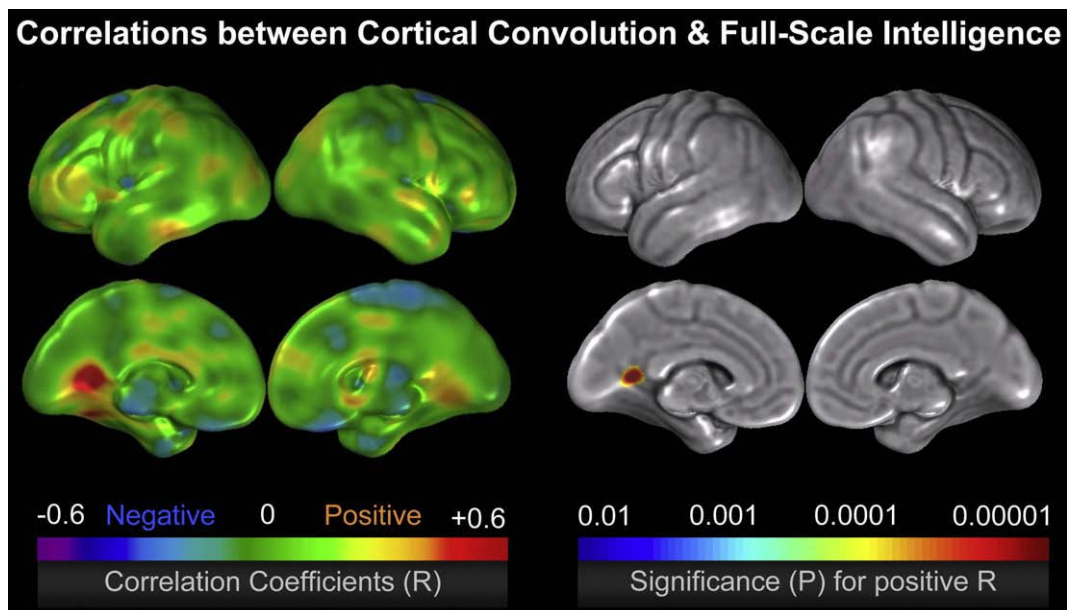 Correlations between Cortical Convolution & Full-Scale Intelligence
-0.6 Negative 0 Positive +0.6
Correlation Coefficients (R)
0.01 0.001 0.0001 0.00001
Significance (P) for positive R